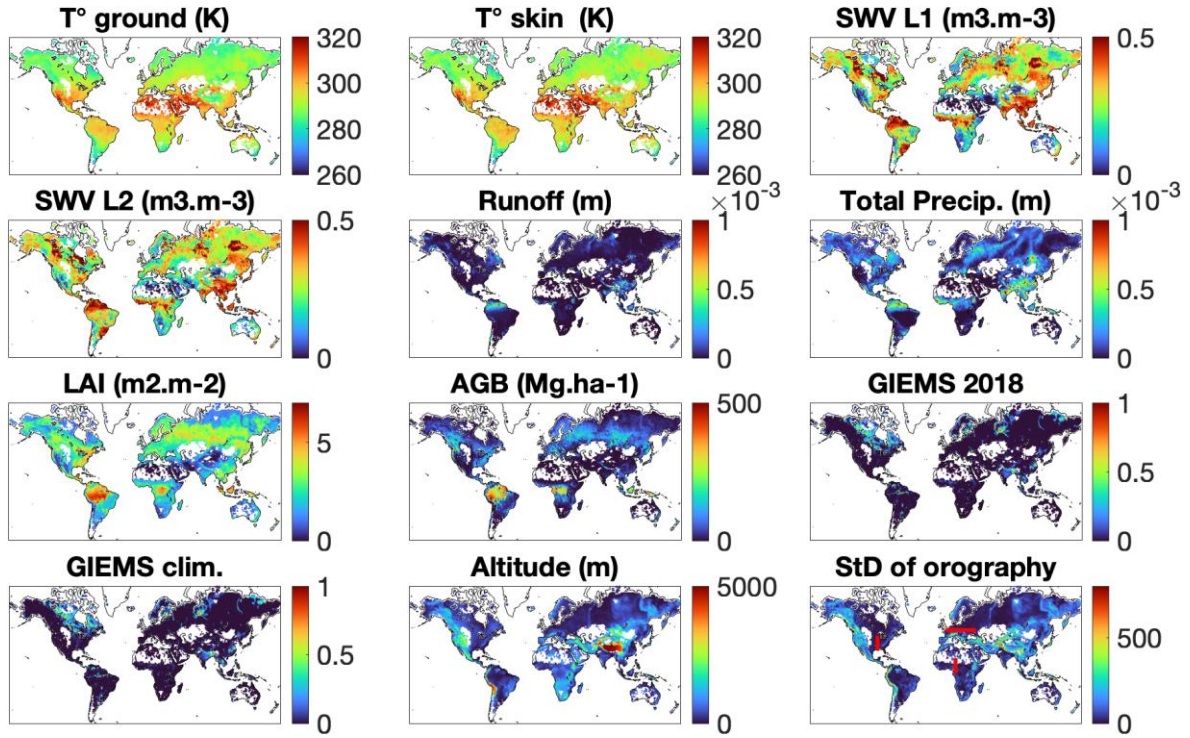 T° ground (K)
320
300
280
260
T° skin (K)
320
300
280
260
SWV L1 (m3.m-3)
0.5
0
SWV L2 (m3.m-3)
0.5
0
Runoff (m)
×10-3
1
0.5
0
Total Precip. (m)
×10-3
1
0.5
0
LAI (m2.m-2)
5
0
AGB (Mg.ha-1)
500
0
GIEMS 2018
1
0.5
0
GIEMS clim.
1
0.5
0
Altitude (m)
5000
0
StD of orography
500
0